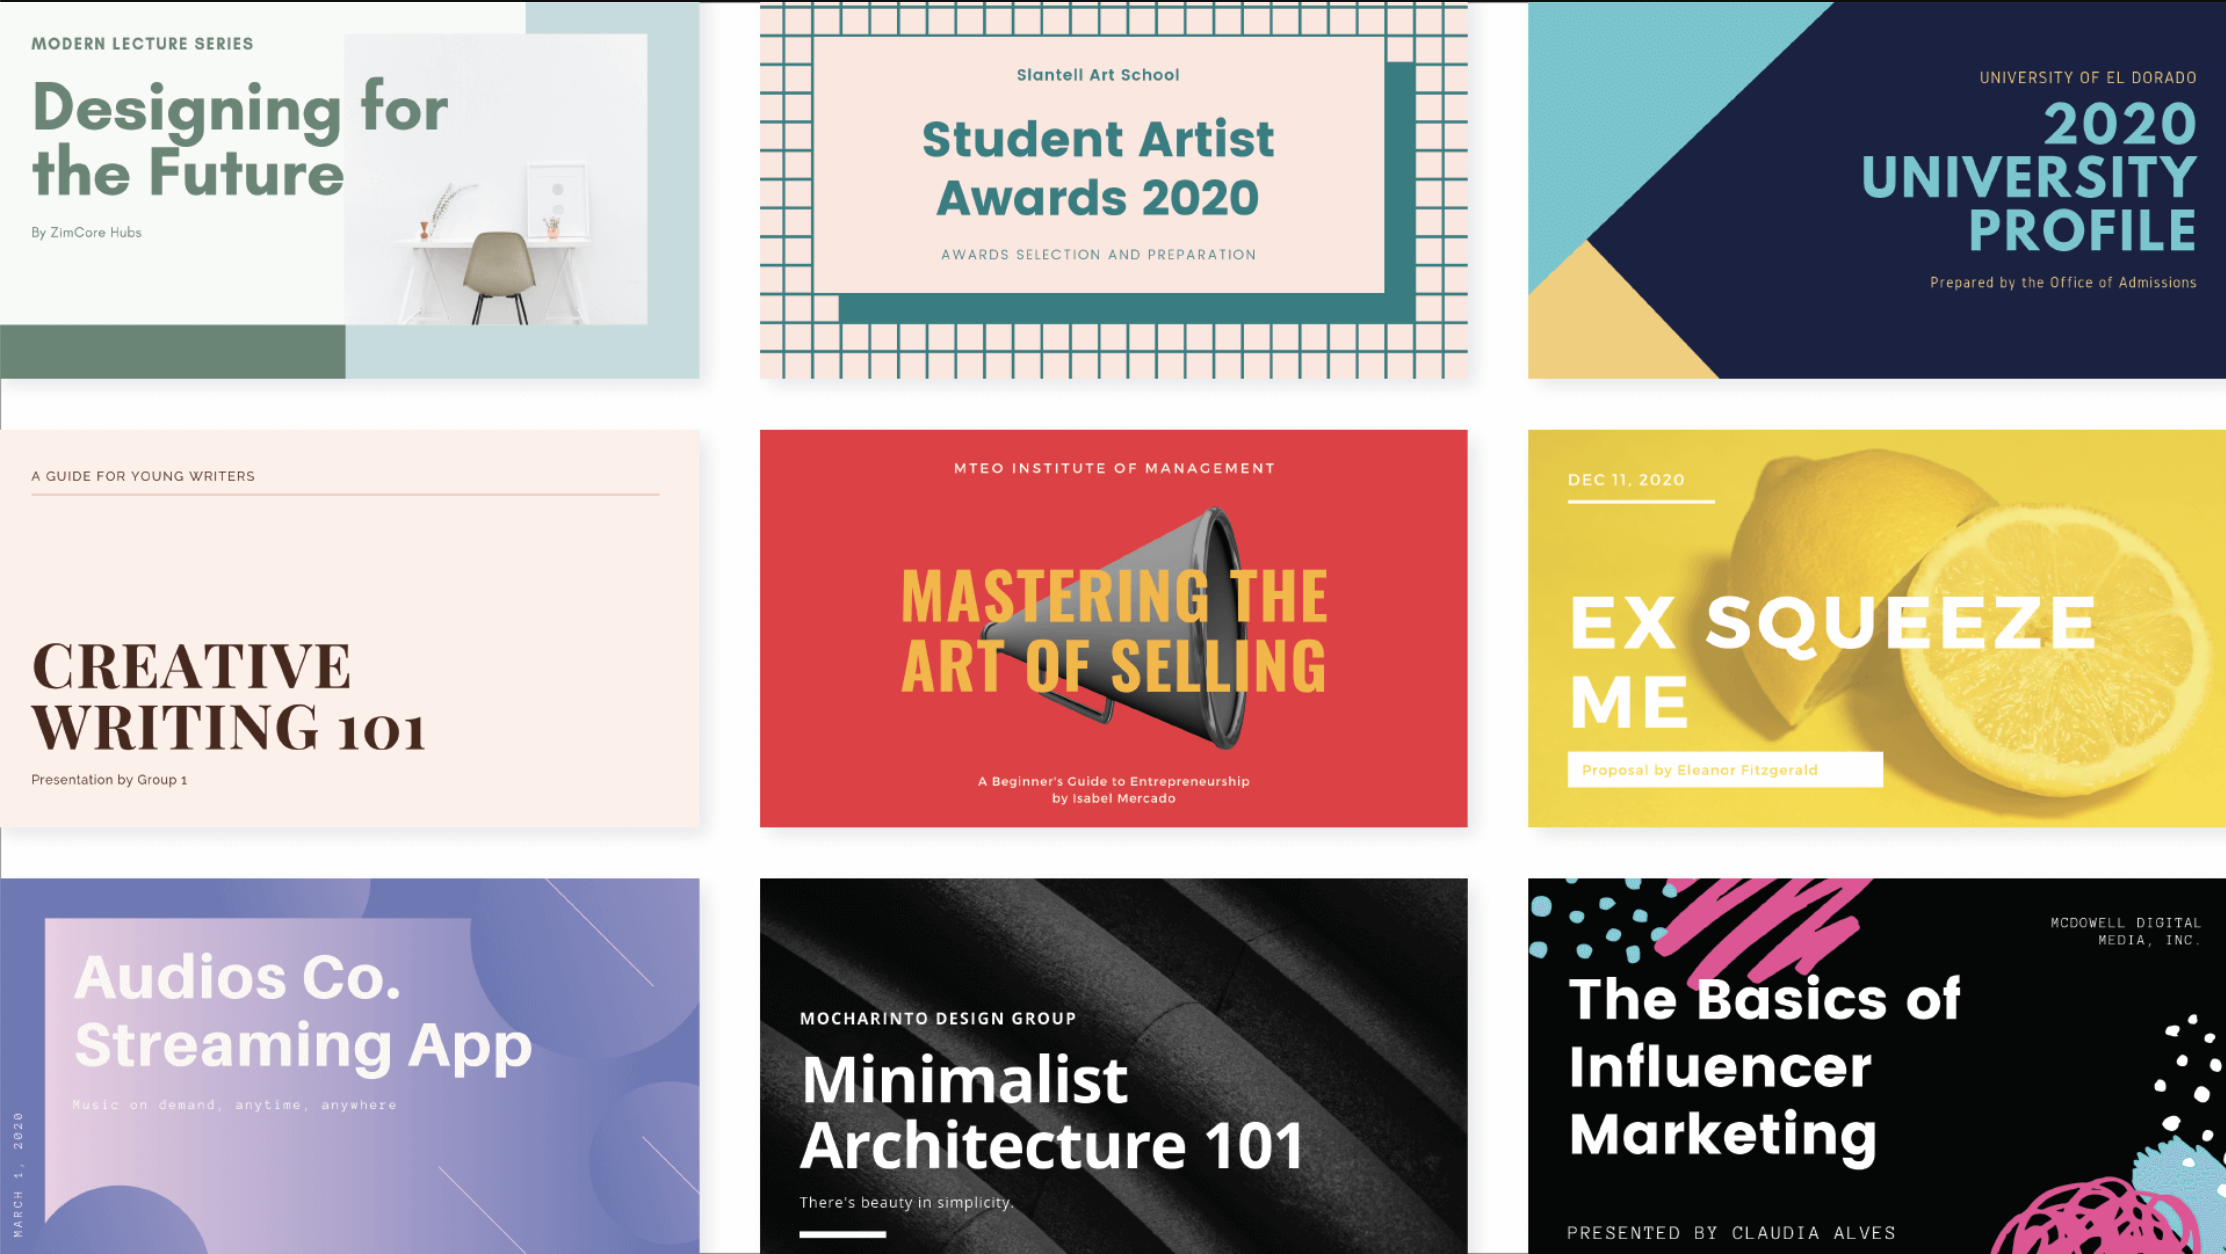 MODERN LECTURE SERIES
Designing for
the Future
By ZimCore Hubs
Slantell Art School
Student Artist
Awards 2020
AWARDS SELECTION AND PREPARATION
UNIVERSITY OF EL DORADO
2020
UNIVERSITY
PROFILE
Prepared by the Office of Admissions
A GUIDE FOR YOUNG WRITERS
CREATIVE
WRITING 101
Presentation by Group 1
MTEO INSTITUTE OF MANAGEMENT
MASTERING THE
ART OF SELLING
A Beginner's Guide to Entrepreneurship
by Isabel Mercado
DEC 11, 2020
EX SQUEEZE
ME
Proposal by Eleanor Fitzgerald
Audios Co.
Streaming App
Music on demand, anytime, anywhere
MARCH 1, 2020
MOCHARINTO DESIGN GROUP
Minimalist
Architecture 101
There's beauty in simplicity.
MCDOWELL DIGITAL
MEDIA, INC.
The Basics of
Influencer
Marketing
PRESENTED BY CLAUDIA ALVES